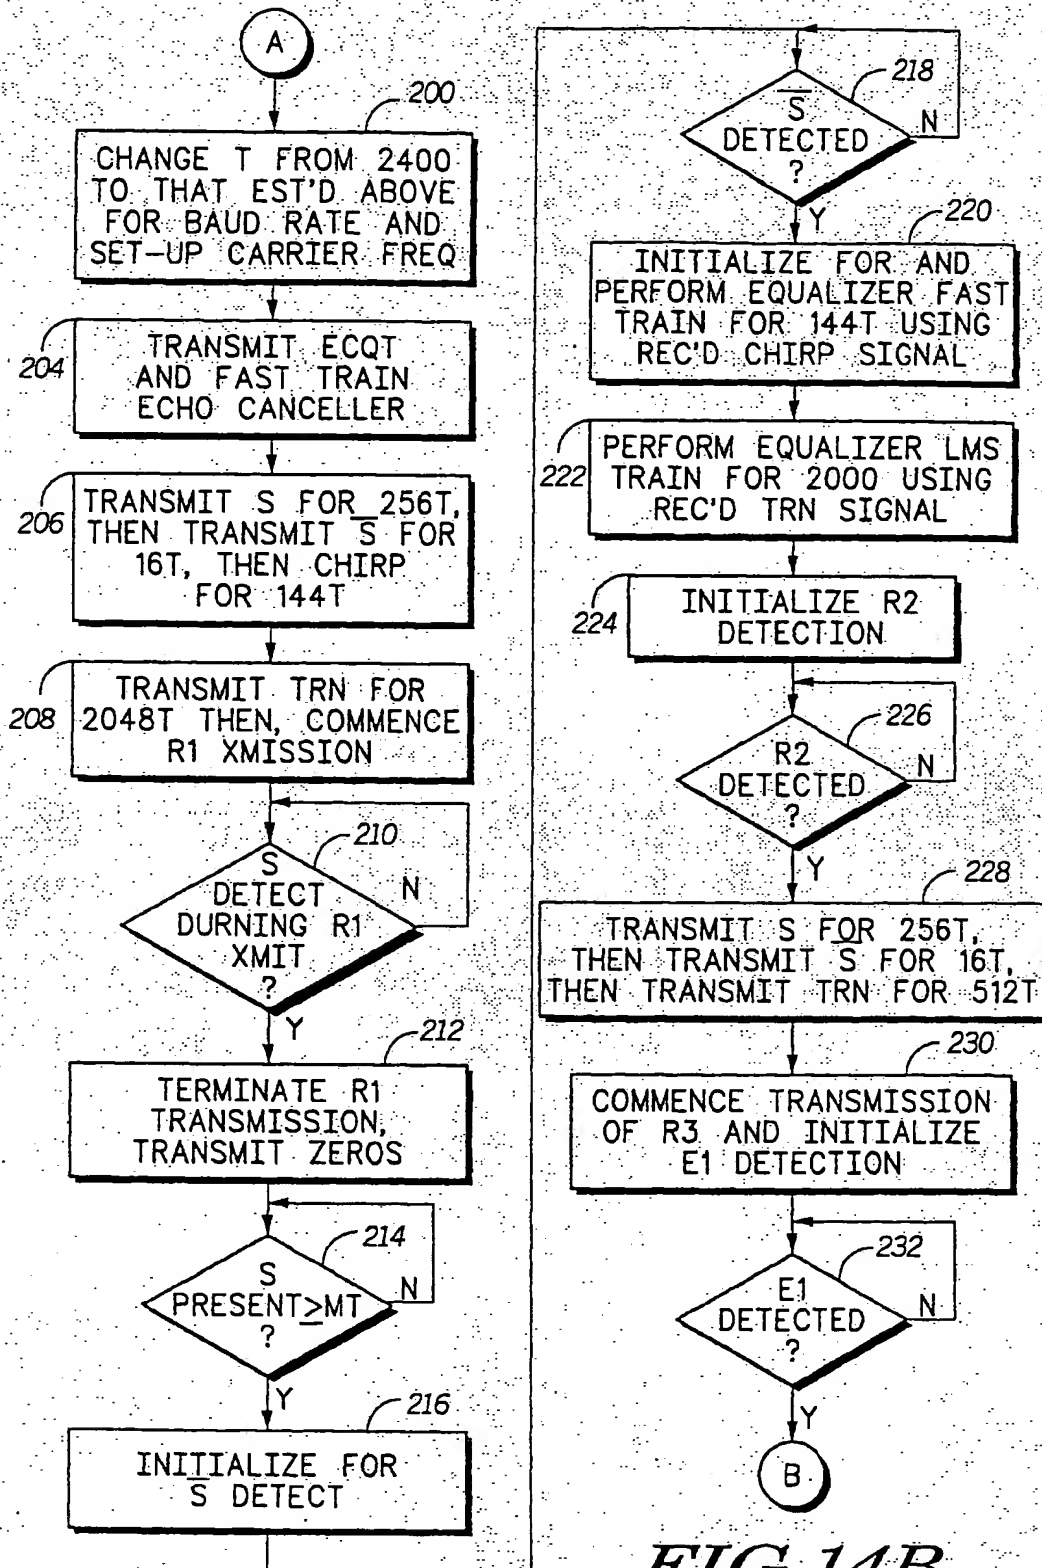 A
200
CHANGE T FROM 2400
TO THAT EST'D ABOVE
FOR BAUD RATE AND
SET-UP CARRIER FREQ
204
TRANSMIT ECQT
AND FAST TRAIN
ECHO CANCELLER
206
TRANSMIT S FOR 256T,
THEN TRANSMIT S̅ FOR
16T, THEN CHIRP
FOR 144T
208
TRANSMIT TRN FOR
2048T THEN, COMMENCE
R1 XMISSION
210
S
DETECT
DURNING R1
XMIT
?
N
Y
212
TERMINATE R1
TRANSMISSION,
TRANSMIT ZEROS
214
S
PRESENT≥MT
?
N
Y
216
INITIALIZE FOR
S̅ DETECT
218
S̅
DETECTED
?
N
Y
220
INITIALIZE FOR AND
PERFORM EQUALIZER FAST
TRAIN FOR 144T USING
REC'D CHIRP SIGNAL
222
PERFORM EQUALIZER LMS
TRAIN FOR 2000 USING
REC'D TRN SIGNAL
224
INITIALIZE R2
DETECTION
226
R2
DETECTED
?
N
Y
228
TRANSMIT S FOR 256T,
THEN TRANSMIT S̅ FOR 16T,
THEN TRANSMIT TRN FOR 512T
230
COMMENCE TRANSMISSION
OF R3 AND INITIALIZE
E1 DETECTION
232
E1
DETECTED
?
N
Y
B
FIG.14B